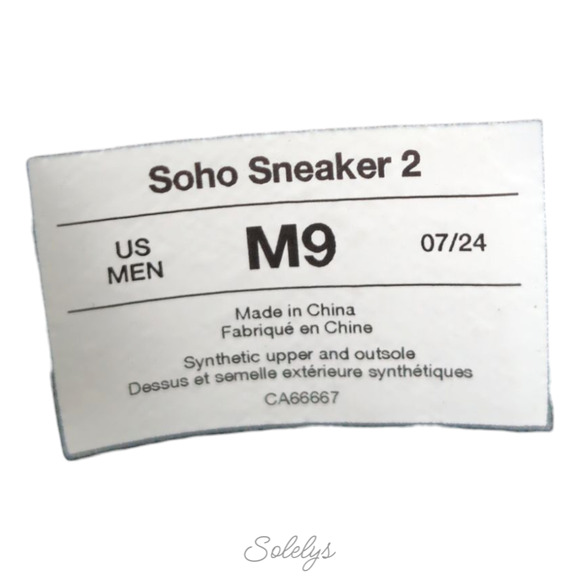 Soho Sneaker 2
US
MEN
M9
07/24
Made in China
Fabriqué en Chine
Synthetic upper and outsole
Dessus et semelle extérieure synthétiques
CA66667
Solelys